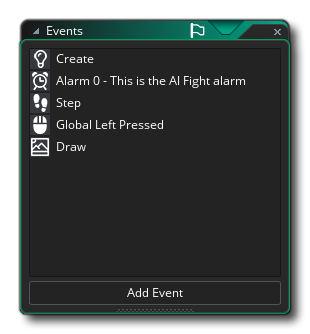 Events
Create
Alarm 0 - This is the AI Fight alarm
Step
Global Left Pressed
Draw
Add Event